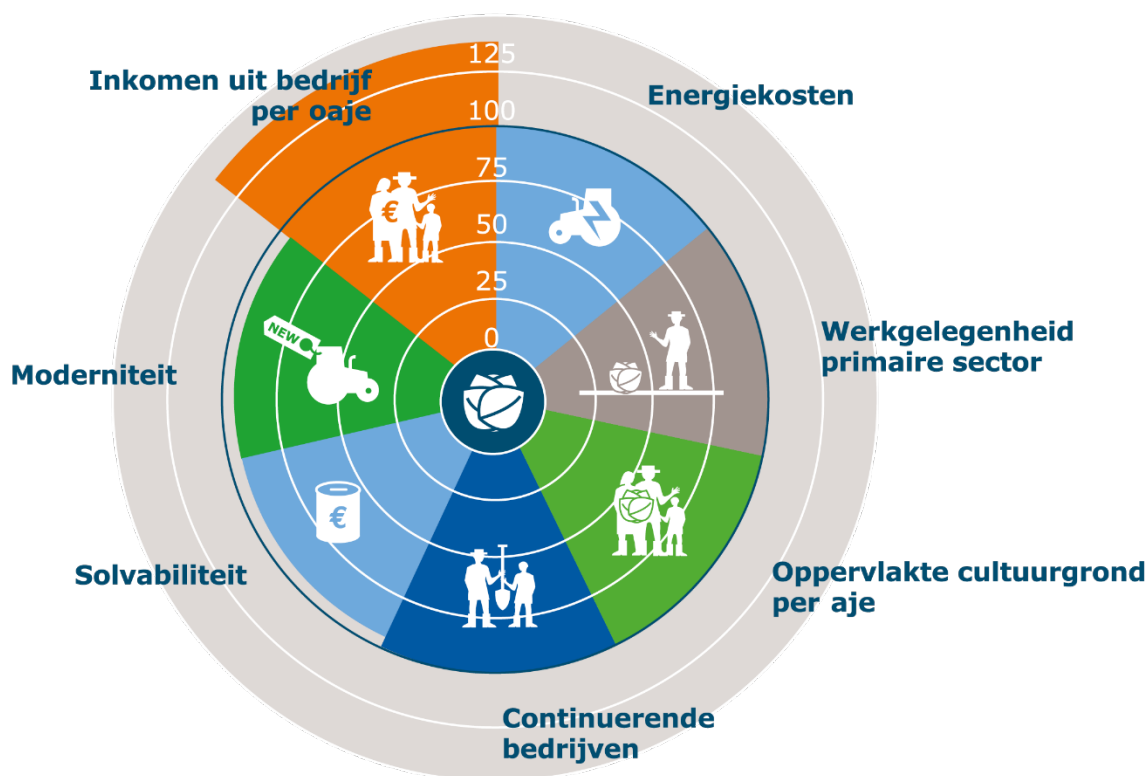 Inkomen uit bedrijf
per oaje
Energiekosten
125
100
75
50
25
0
€
NEW
Moderniteit
Werkgelegenheid
primaire sector
€
Solvabiliteit
Oppervlakte cultuurgrond
per aje
Continuerende
bedrijven